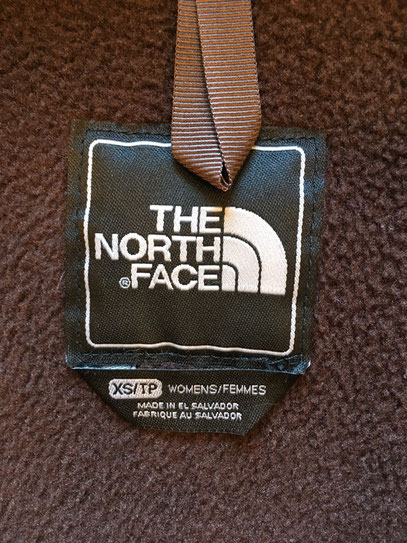 THE
NORTH
® FACE
XS/TP WOMENS/FEMMES
MADE IN EL SALVADOR
FABRIQUE AU SALVADOR